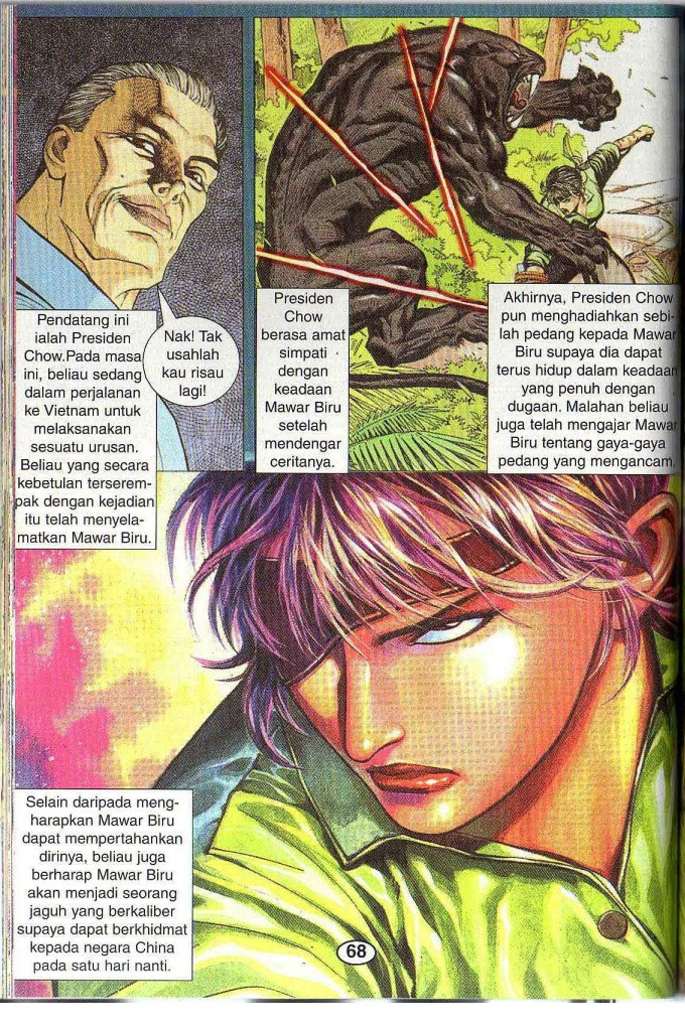 Pendatang ini
ialah Presiden
Chow.Pada masa
ini, beliau sedang
dalam perjalanan
ke Vietnam untuk
melaksanakan
sesuatu urusan.
Beliau yang secara
kebetulan terserem-
pak dengan kejadian
itu telah menyela-
matkan Mawar Biru.
Nak! Tak
usahlah
kau risau
lagi!
Presiden
Chow
berasa amat
simpati
dengan
keadaan
Mawar Biru
setelah
mendengar
ceritanya.
Akhirnya, Presiden Chow
pun menghadiahkan sebi-
lah pedang kepada Mawar
Biru supaya dia dapat
terus hidup dalam keadaan
yang penuh dengan
dugaan. Malahan beliau
juga telah mengajar Mawar
Biru tentang gaya-gaya
pedang yang mengancam.
Selain daripada meng-
harapkan Mawar Biru
dapat mempertahankan
dirinya, beliau juga
berharap Mawar Biru
akan menjadi seorang
jaguh yang berkaliber
supaya dapat berkhidmat
kepada negara China
pada satu hari nanti.
68